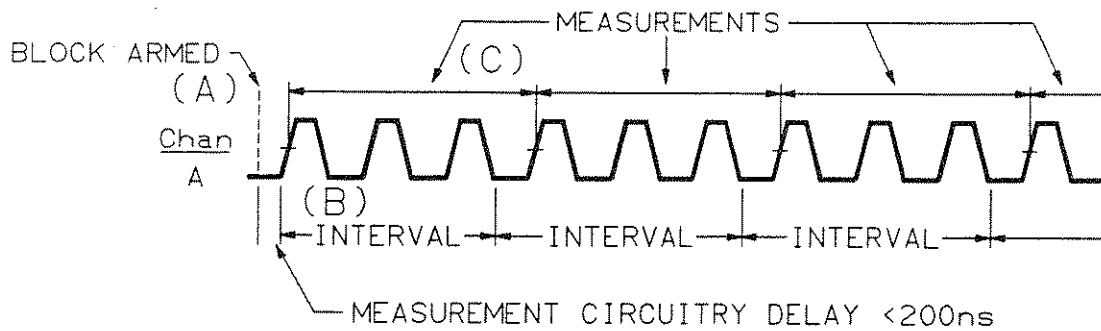 MEASUREMENTS
BLOCK ARMED
(A)
(C)
Chan
A
(B)
INTERVAL
INTERVAL
INTERVAL
MEASUREMENT CIRCUITRY DELAY <200ns